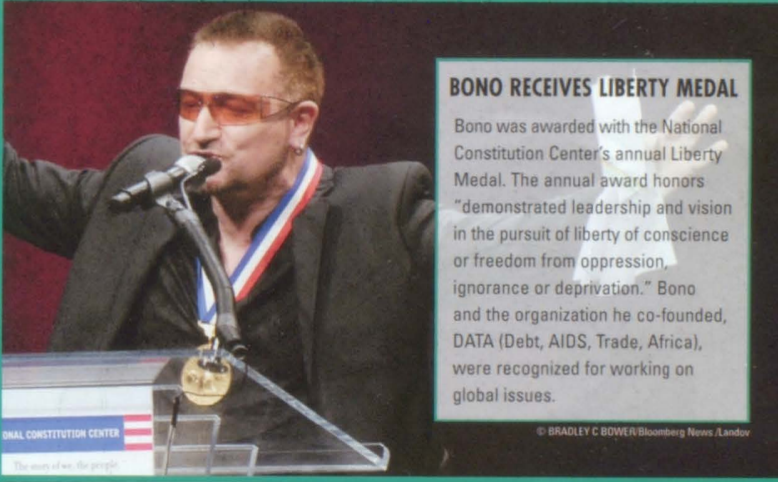 BONO RECEIVES LIBERTY MEDAL
Bono was awarded with the National
Constitution Center's annual Liberty
Medal. The annual award honors
"demonstrated leadership and vision
in the pursuit of liberty of conscience
or freedom from oppression,
ignorance or deprivation." Bono
and the organization he co-founded,
DATA (Debt, AIDS, Trade, Africa),
were recognized for working on
global issues.
© BRADLEY C BOWER/Bloomberg News /Landov
ONAL CONSTITUTION CENTER
The story of we, the people.